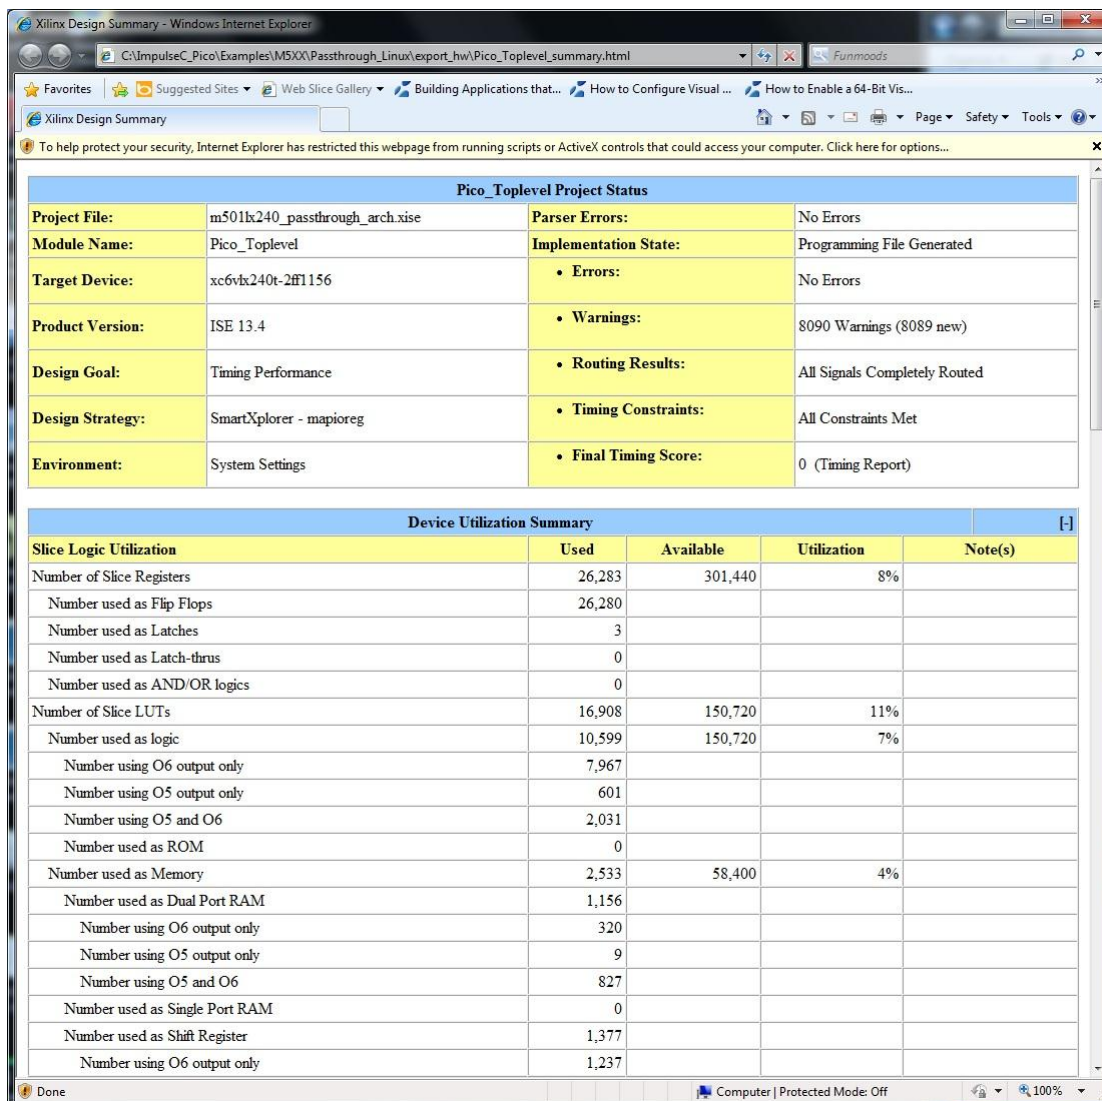 Xilinx Design Summary - Windows Internet Explorer
C:\ImpulseC_Pico\Examples\M5XX\Passthrough_Linux\export_hw\Pico_Toplevel_summary.html Funmoods
Favorites Suggested Sites Web Slice Gallery Building Applications that... How to Configure Visual ... How to Enable a 64-Bit Vis...
Xilinx Design Summary Page Safety Tools
To help protect your security, Internet Explorer has restricted this webpage from running scripts or ActiveX controls that could access your computer. Click here for options...
Pico_Toplevel Project Status
Project File: m501lx240_passthrough_arch.xise Parser Errors: No Errors
Module Name: Pico_Toplevel Implementation State: Programming File Generated
Target Device: xc6vlx240t-2ff1156 • Errors: No Errors
Product Version: ISE 13.4 • Warnings: 8090 Warnings (8089 new)
Design Goal: Timing Performance • Routing Results: All Signals Completely Routed
Design Strategy: SmartXplorer - mapioreg • Timing Constraints: All Constraints Met
Environment: System Settings • Final Timing Score: 0 (Timing Report)
Device Utilization Summary [-]
Slice Logic Utilization Used Available Utilization Note(s)
Number of Slice Registers 26,283 301,440 8%
Number used as Flip Flops 26,280
Number used as Latches 3
Number used as Latch-thrus 0
Number used as AND/OR logics 0
Number of Slice LUTs 16,908 150,720 11%
Number used as logic 10,599 150,720 7%
Number using O6 output only 7,967
Number using O5 output only 601
Number using O5 and O6 2,031
Number used as ROM 0
Number used as Memory 2,533 58,400 4%
Number used as Dual Port RAM 1,156
Number using O6 output only 320
Number using O5 output only 9
Number using O5 and O6 827
Number used as Single Port RAM 0
Number used as Shift Register 1,377
Number using O6 output only 1,237
Done Computer | Protected Mode: Off 100%